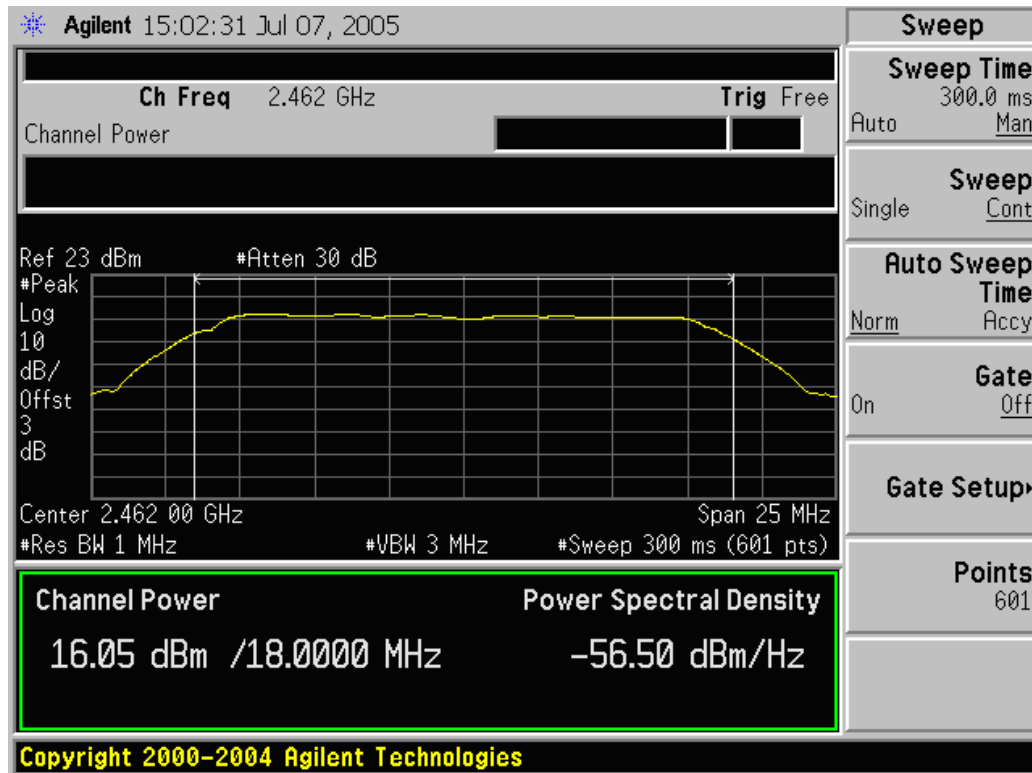 Agilent 15:02:31 Jul 07, 2005
Ch Freq 2.462 GHz Trig Free
Channel Power
Ref 23 dBm #Atten 30 dB
#Peak
Log
10
dB/
Offst
3
dB
Center 2.462 00 GHz Span 25 MHz
#Res BW 1 MHz #VBW 3 MHz #Sweep 300 ms (601 pts)
Channel Power Power Spectral Density
16.05 dBm /18.0000 MHz -56.50 dBm/Hz
Copyright 2000-2004 Agilent Technologies
Sweep
Sweep Time
300.0 ms
Auto Man
Sweep
Single Cont
Auto Sweep
Time
Norm Accy
Gate
On Off
Gate Setup
Points
601